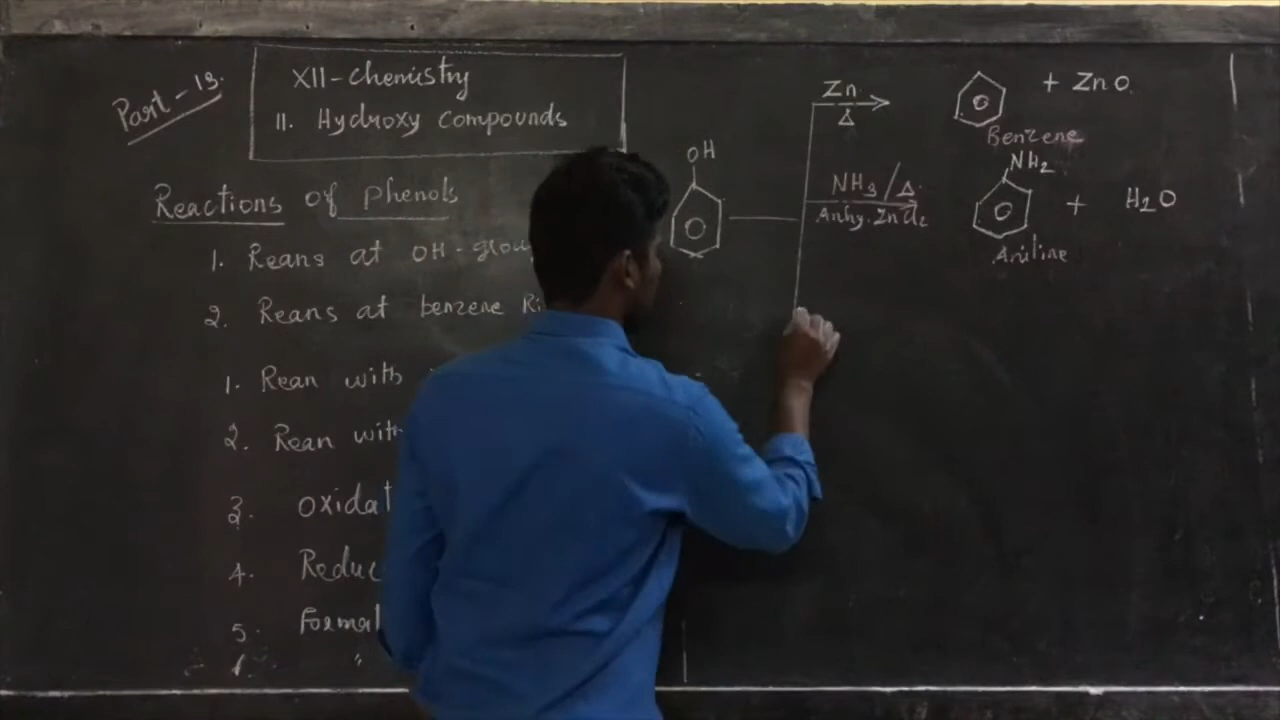 Part - 13.
XII - Chemistry
II. Hydroxy compounds
Reactions of Phenols
1. Reans at OH - grou
2. Reans at benzene Ri
1. Rean with
2. Rean with
3. Oxidat
4. Reduc
5. Formal
"
OH
Zn
Δ
+ ZnO
Benzene
NH3 / Δ
Anhy. ZnCl2
NH2
+ H2O
Aniline